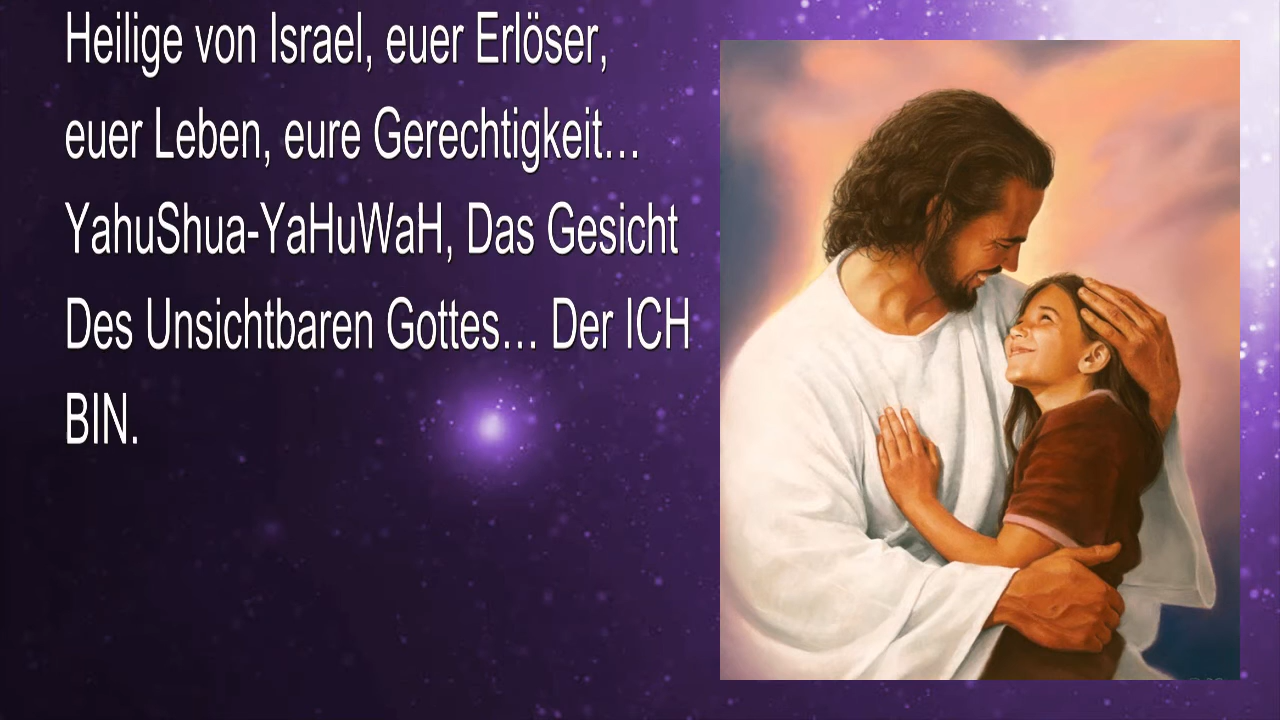 Heilige von Israel, euer Erlöser,
euer Leben, eure Gerechtigkeit…
YahuShua-YaHuWaH, Das Gesicht
Des Unsichtbaren Gottes… Der ICH
BIN.